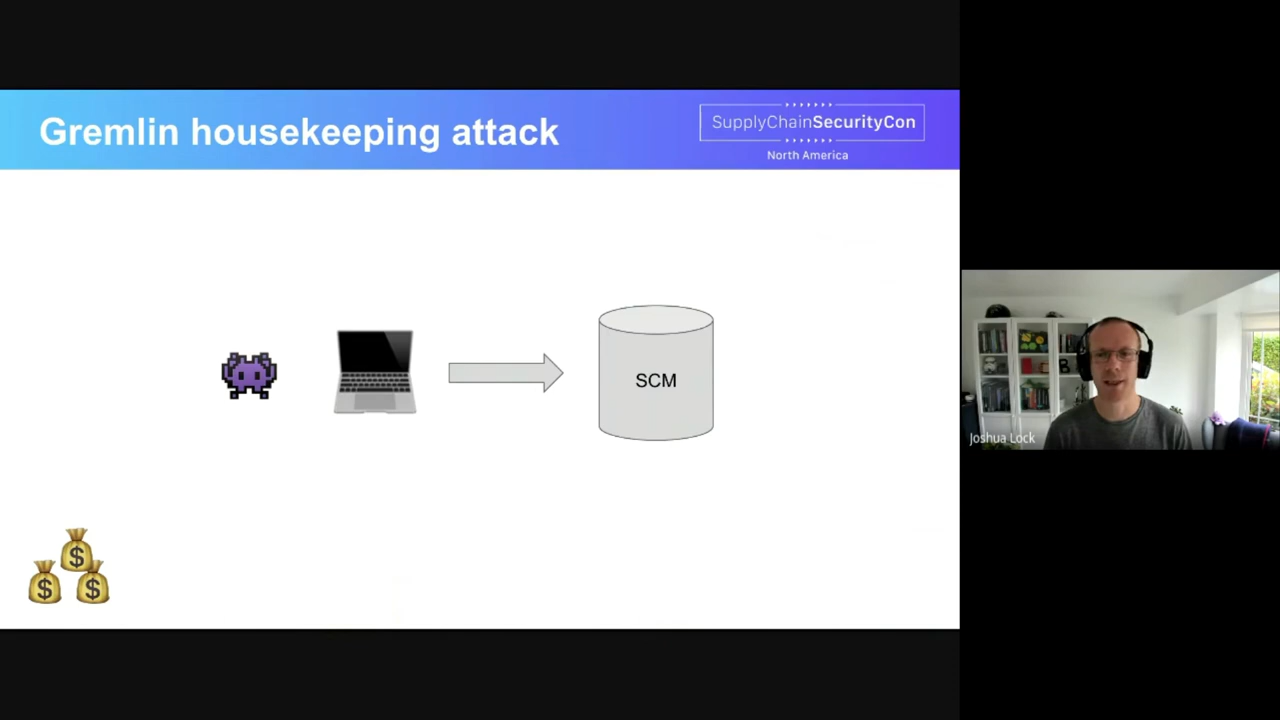 Gremlin housekeeping attack
SupplyChainSecurityCon
North America
SCM
$
$ $
Joshua Lock